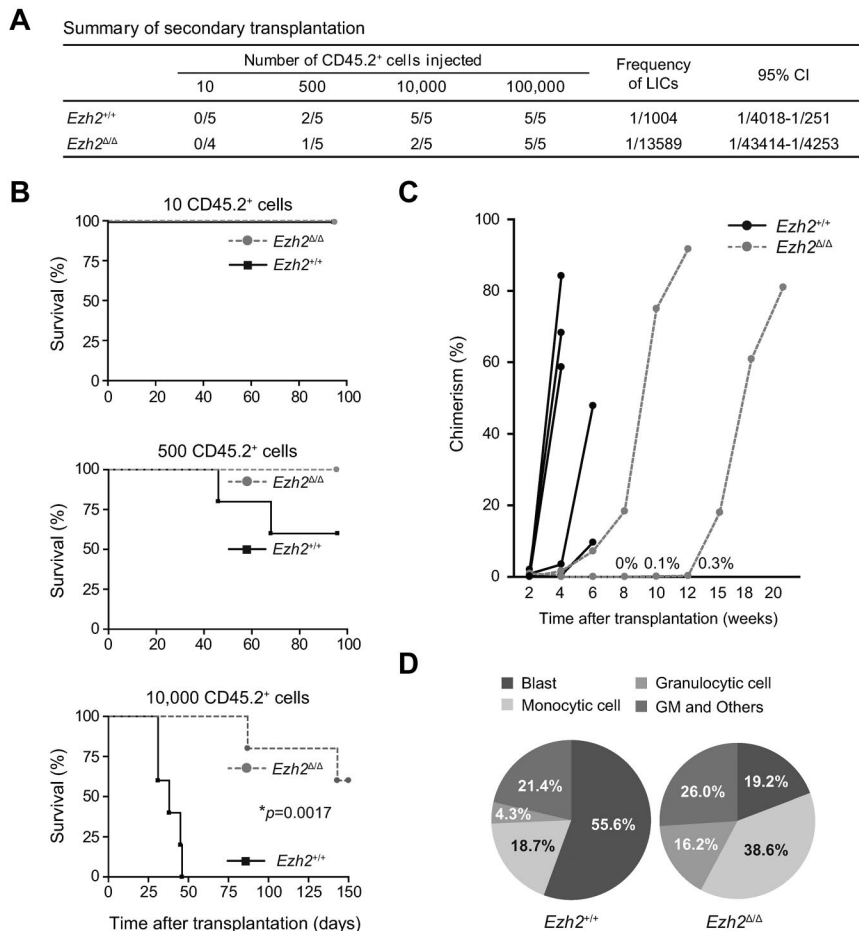 A
Summary of secondary transplantation
Number of CD45.2⁺ cells injected
Frequency of LICs
95% CI
10 500 10,000 100,000
Ezh2⁺/⁺ 0/5 2/5 5/5 5/5 1/1004 1/4018-1/251
Ezh2Δ/Δ 0/4 1/5 2/5 5/5 1/13589 1/43414-1/4253
B
10 CD45.2⁺ cells
Survival (%)
100
75
50
25
0
Ezh2Δ/Δ
Ezh2⁺/⁺
0 20 40 60 80 100
500 CD45.2⁺ cells
Survival (%)
100
75
50
25
0
Ezh2Δ/Δ
Ezh2⁺/⁺
0 20 40 60 80 100
10,000 CD45.2⁺ cells
Survival (%)
100
75
50
25
0
Ezh2Δ/Δ
*p=0.0017
Ezh2⁺/⁺
0 25 50 75 100 125 150
Time after transplantation (days)
C
Chimerism (%)
100
80
60
40
20
0
Ezh2⁺/⁺
Ezh2Δ/Δ
0% 0.1% 0.3%
2 4 6 8 10 12 15 18 20
Time after transplantation (weeks)
D
Blast
Granulocytic cell
Monocytic cell
GM and Others
21.4%
4.3%
18.7%
55.6%
Ezh2⁺/⁺
26.0%
19.2%
16.2%
38.6%
Ezh2Δ/Δ